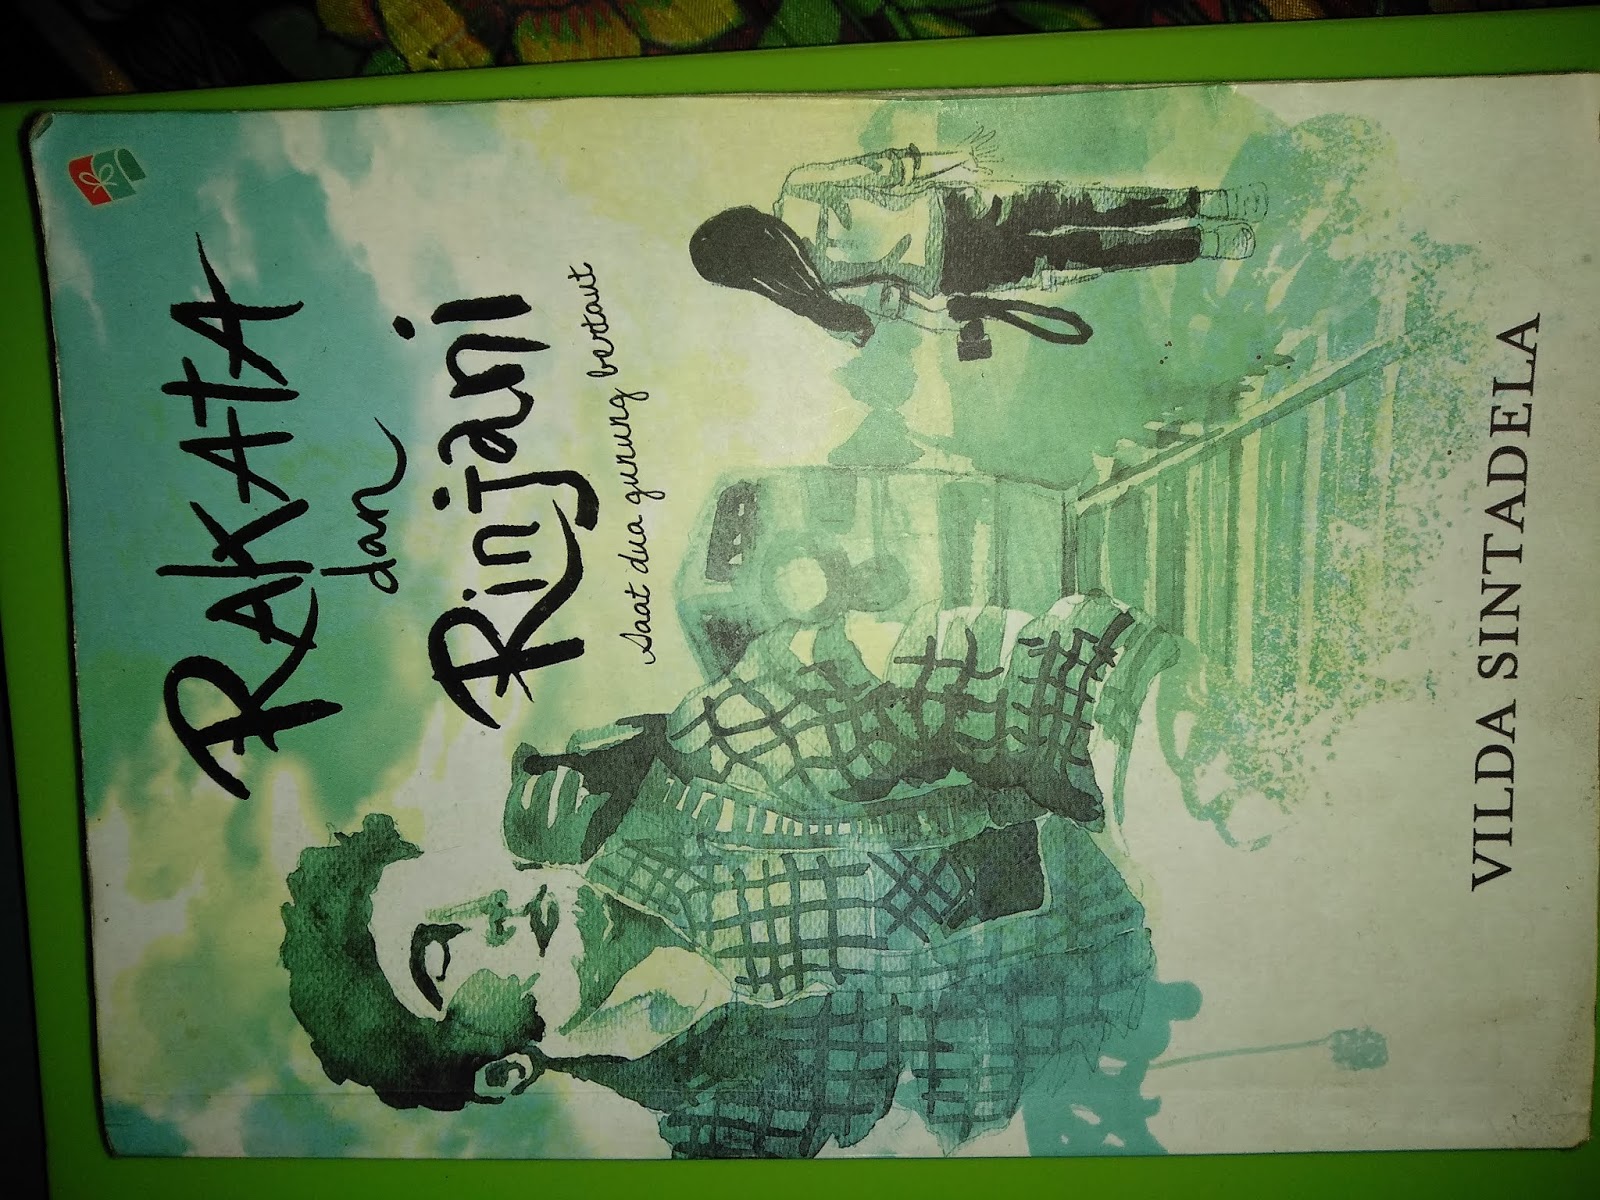 RAKATA
dan
Rinjani
saat dua gunung bertaut
VILDA SINTADELA